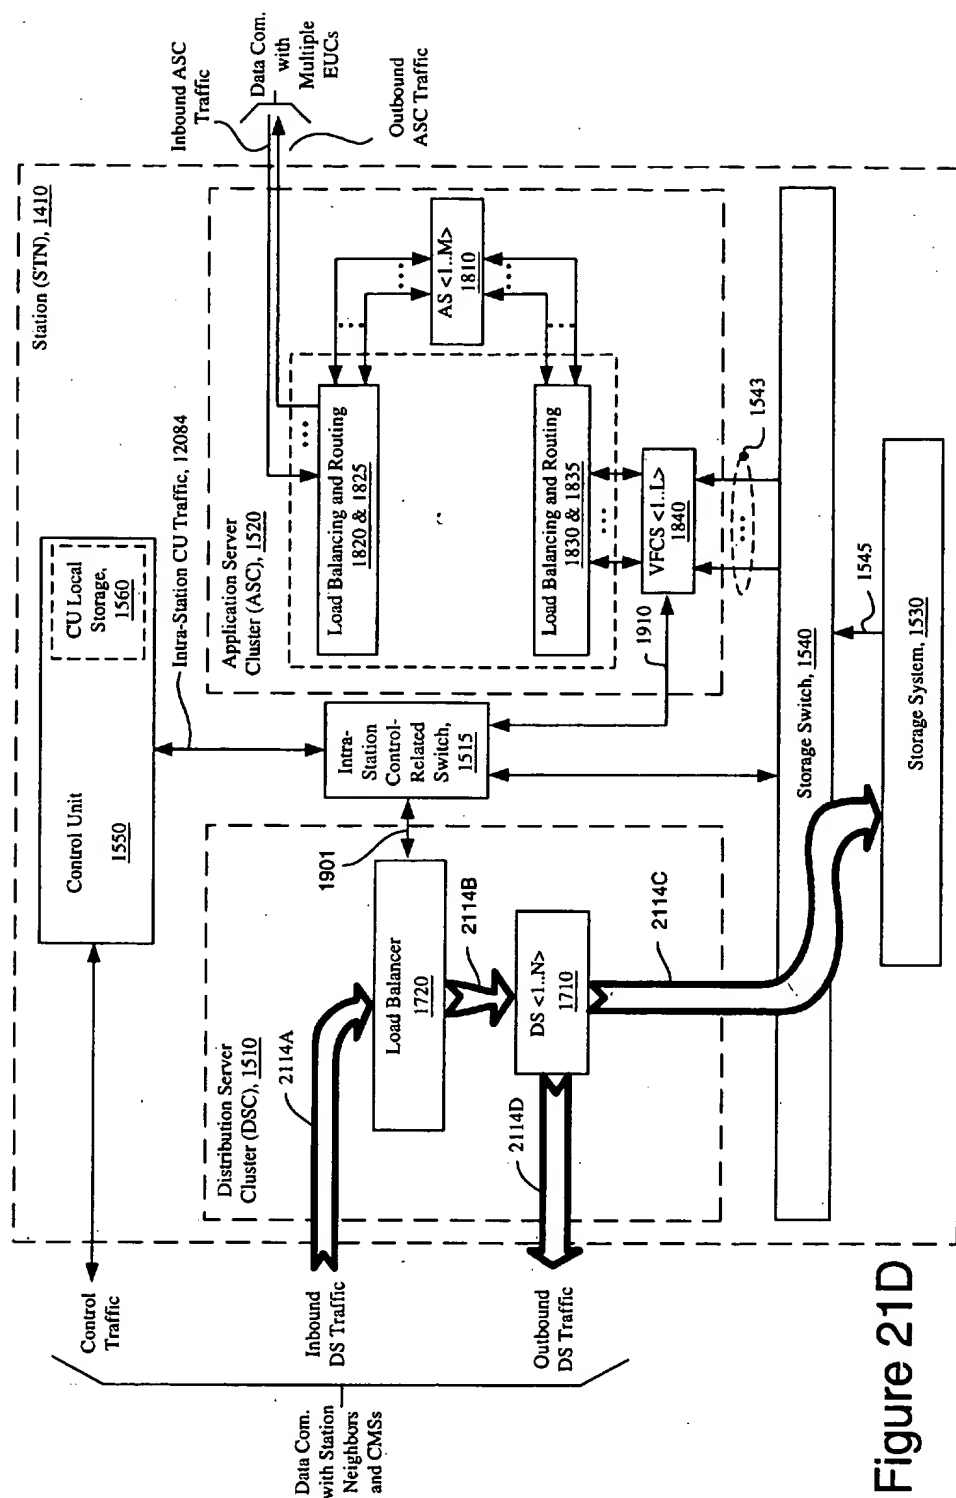 Data Com.
with Station
Neighbors
and CMSs
Control
Traffic
Inbound
DS Traffic
Outbound
DS Traffic
Station (STN), 1410
Control Unit
1550
CU Local
Storage,
1560
Intra-Station CU Traffic, 12084
Inbound ASC
Traffic
Data Com.
with
Multiple
EUCs
Outbound
ASC Traffic
Distribution Server
Cluster (DSC), 1510
2114A
Load Balancer
1720
2114B
DS <1..N>
1710
2114C
2114D
1901
Intra-
Station
Control-
Related
Switch,
1515
1910
Application Server
Cluster (ASC), 1520
Load Balancing and Routing
1820 & 1825
AS <1..M>
1810
Load Balancing and Routing
1830 & 1835
VFCS <1..L>
1840
1543
Storage Switch, 1540
1545
Storage System, 1530
Figure 21D